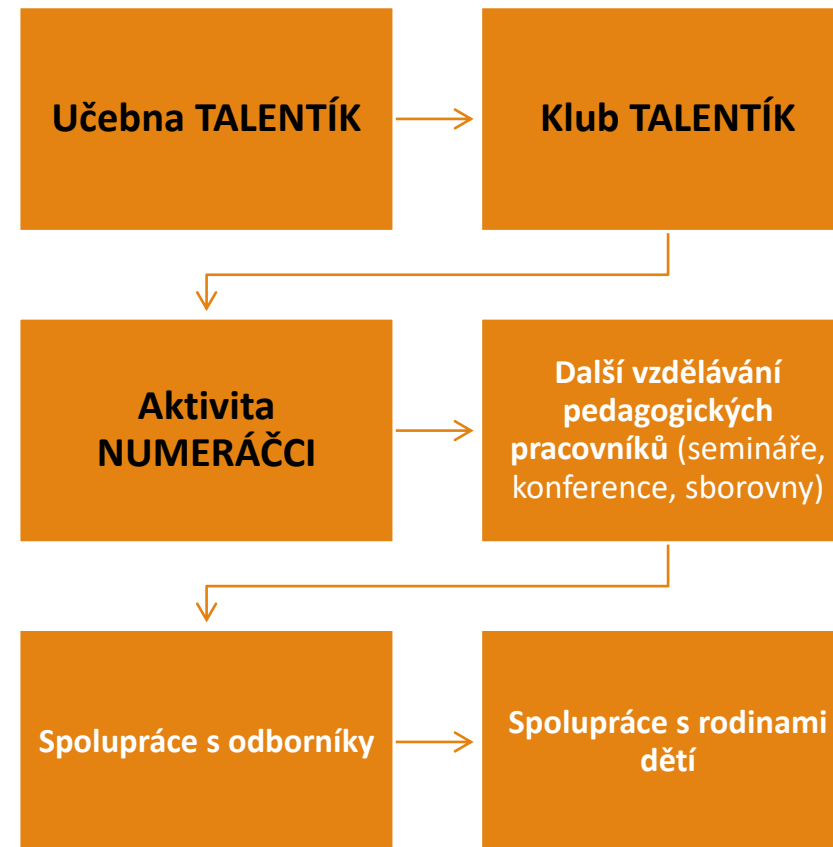 Učebna TALENTÍK
Klub TALENTÍK
Aktivita
NUMERÁČCI
Další vzdělávání
pedagogických
pracovníků (semináře,
konference, sborovny)
Spolupráce s odborníky
Spolupráce s rodinami
dětí